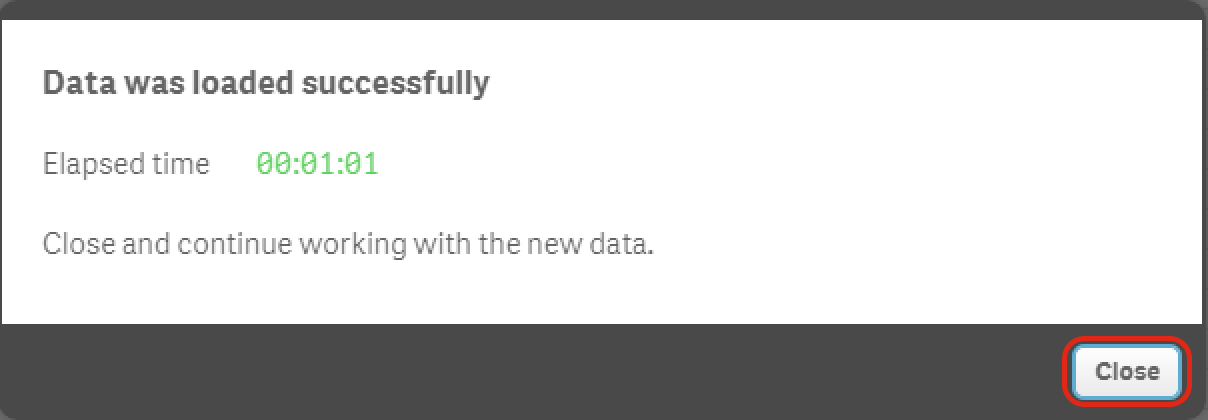 Data was loaded successfully
Elapsed time 00:01:01
Close and continue working with the new data.
Close